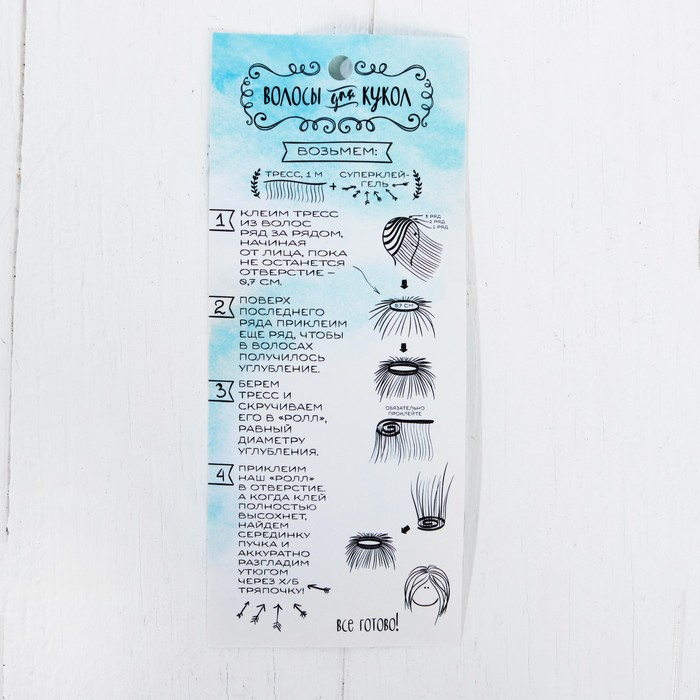 ВОЛОСЫ для КУКОЛ
ВОЗЬМЕМ:
ТРЕСС, 1 М + СУПЕРКЛЕЙ-
ГЕЛЬ
1
КЛЕИМ ТРЕСС
ИЗ ВОЛОС
РЯД ЗА РЯДОМ,
НАЧИНАЯ
ОТ ЛИЦА, ПОКА
НЕ ОСТАНЕТСЯ
ОТВЕРСТИЕ –
0,7 СМ.
3 РЯД
2 РЯД
1 РЯД
0,7 СМ
2
ПОВЕРХ
ПОСЛЕДНЕГО
РЯДА ПРИКЛЕИМ
ЕЩЕ РЯД, ЧТОБЫ
В ВОЛОСАХ
ПОЛУЧИЛОСЬ
УГЛУБЛЕНИЕ.
3
БЕРЕМ
ТРЕСС И
СКРУЧИВАЕМ
ЕГО В «РОЛЛ»,
РАВНЫЙ
ДИАМЕТРУ
УГЛУБЛЕНИЯ.
ОБЯЗАТЕЛЬНО
ПРОКЛЕЙТЕ
4
ПРИКЛЕИМ
НАШ «РОЛЛ»
В ОТВЕРСТИЕ.
А КОГДА КЛЕЙ
ПОЛНОСТЬЮ
ВЫСОХНЕТ,
НАЙДЕМ
СЕРЕДИНКУ
ПУЧКА И
АККУРАТНО
РАЗГЛАДИМ
УТЮГОМ
ЧЕРЕЗ Х/Б
ТРЯПОЧКУ!
ВСЕ ГОТОВО!